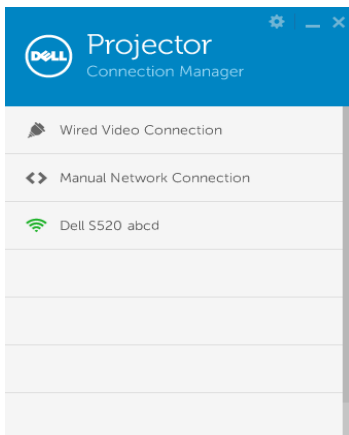 DELL
Projector
Connection Manager
Wired Video Connection
Manual Network Connection
Dell S520 abcd